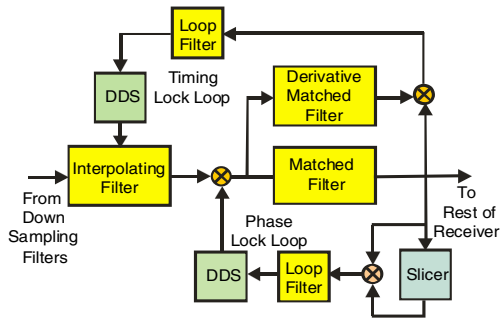 Loop
Filter
DDS
Timing
Lock Loop
Derivative
Matched
Filter
Interpolating
Filter
Matched
Filter
From
Down
Sampling
Filters
To
Rest of
Receiver
Phase
Lock Loop
DDS
Loop
Filter
Slicer